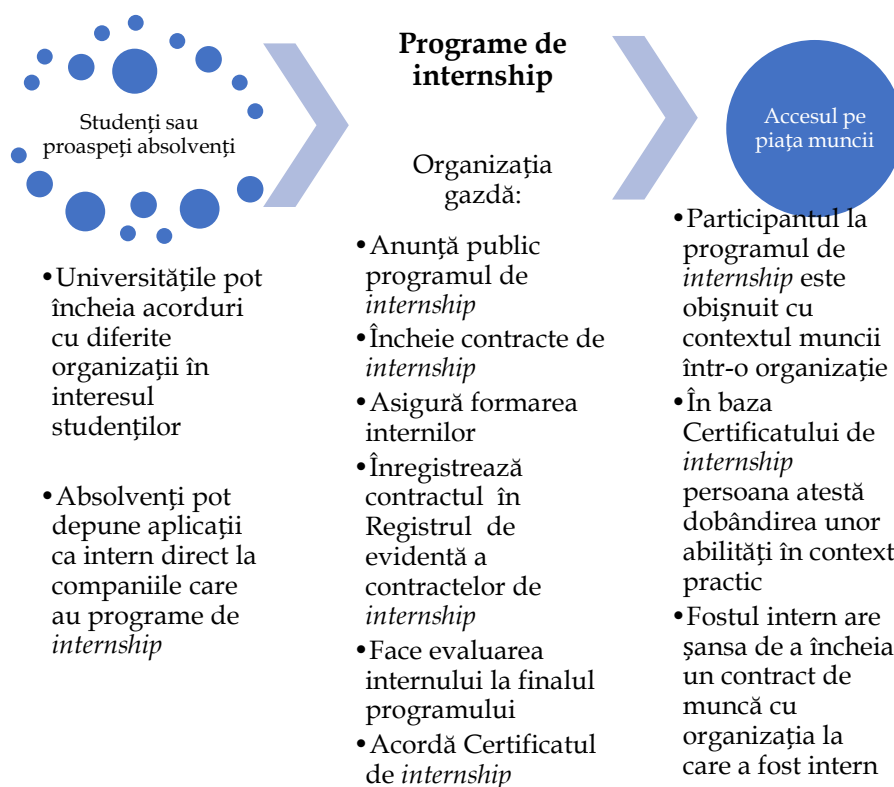 Studenți sau
proaspeți absolvenți
•Universitățile pot
încheia acorduri
cu diferite
organizații în
interesul
studenților
•Absolvenți pot
depune aplicații
ca intern direct la
companiile care
au programe de
internship
Programe de
internship
Organizația
gazdă:
•Anunță public
programul de
internship
•Încheie contracte de
internship
•Asigură formarea
internilor
•Înregistrează
contractul în
Registrul de
evidentă a
contractelor de
internship
•Face evaluarea
internului la finalul
programului
•Acordă Certificatul
de internship
Accesul pe
piața muncii
•Participantul la
programul de
internship este
obișnuit cu
contextul muncii
într-o organizație
•În baza
Certificatului de
internship
persoana atestă
dobândirea unor
abilități în context
practic
•Fostul intern are
șansa de a încheia
un contract de
muncă cu
organizația la
care a fost intern